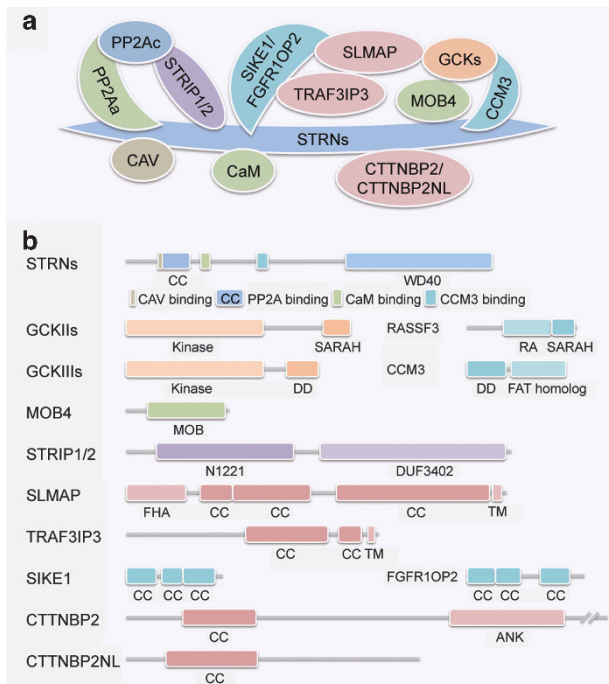 a
PP2Ac
PP2Aa
STRIP1/2
SIKE1/
FGFR1OP2
SLMAP
GCKs
TRAF3IP3
MOB4
CCM3
STRNs
CAV
CaM
CTTNBP2/
CTTNBP2NL
b
STRNs
CC
WD40
CAV binding CC PP2A binding CaM binding CCM3 binding
GCKIIs
Kinase
SARAH
RASSF3
RA SARAH
GCKIIIs
Kinase
DD
CCM3
DD FAT homolog
MOB4
MOB
STRIP1/2
N1221
DUF3402
SLMAP
FHA CC CC CC TM
TRAF3IP3
CC CC TM
SIKE1
CC CC CC
FGFR1OP2
CC CC CC
CTTNBP2
CC
ANK
CTTNBP2NL
CC